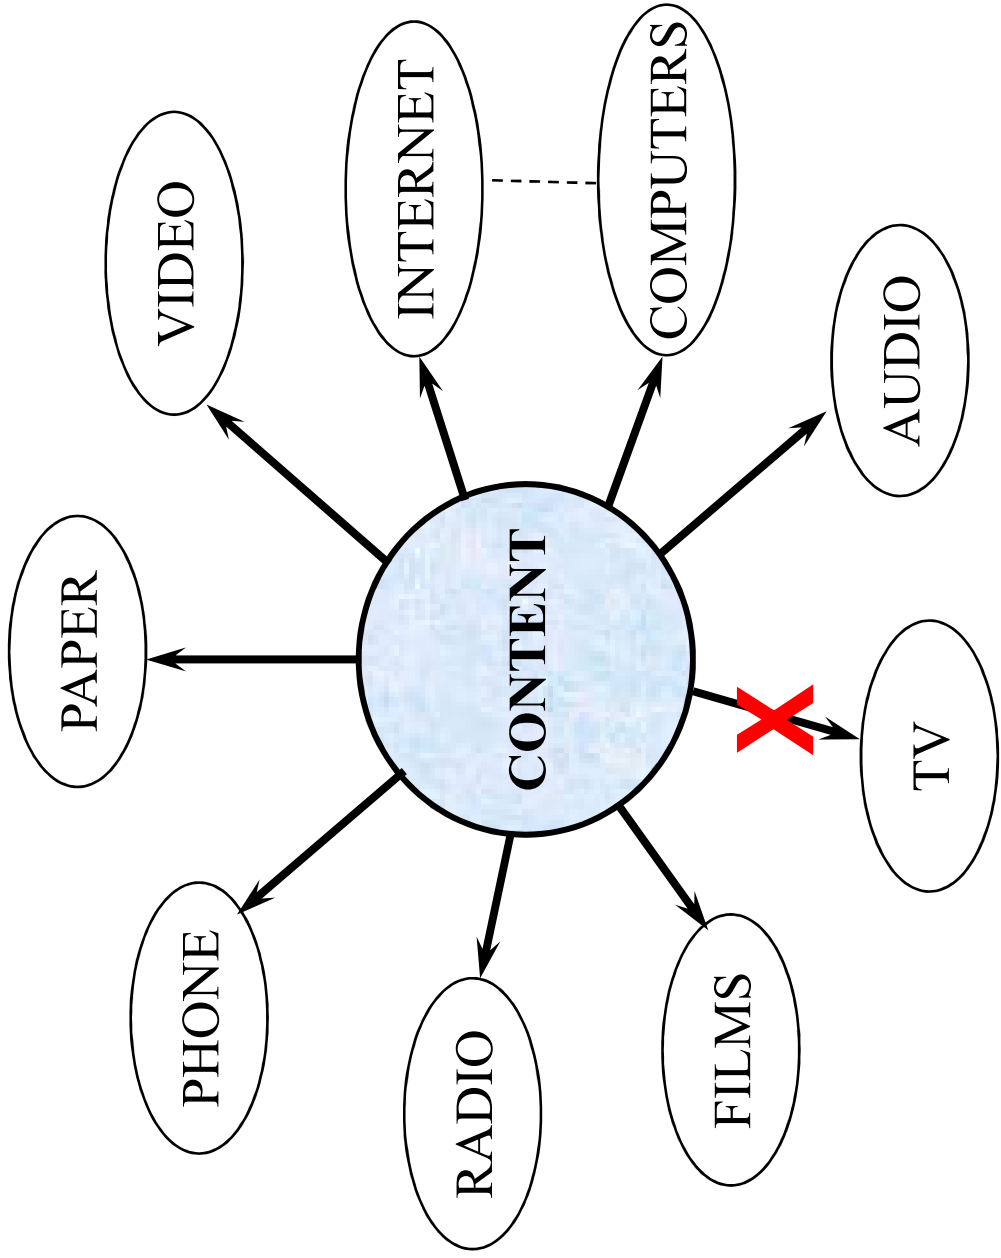 PAPER
PHONE
VIDEO
RADIO
INTERNET
CONTENT
COMPUTERS
FILMS
AUDIO
TV
X